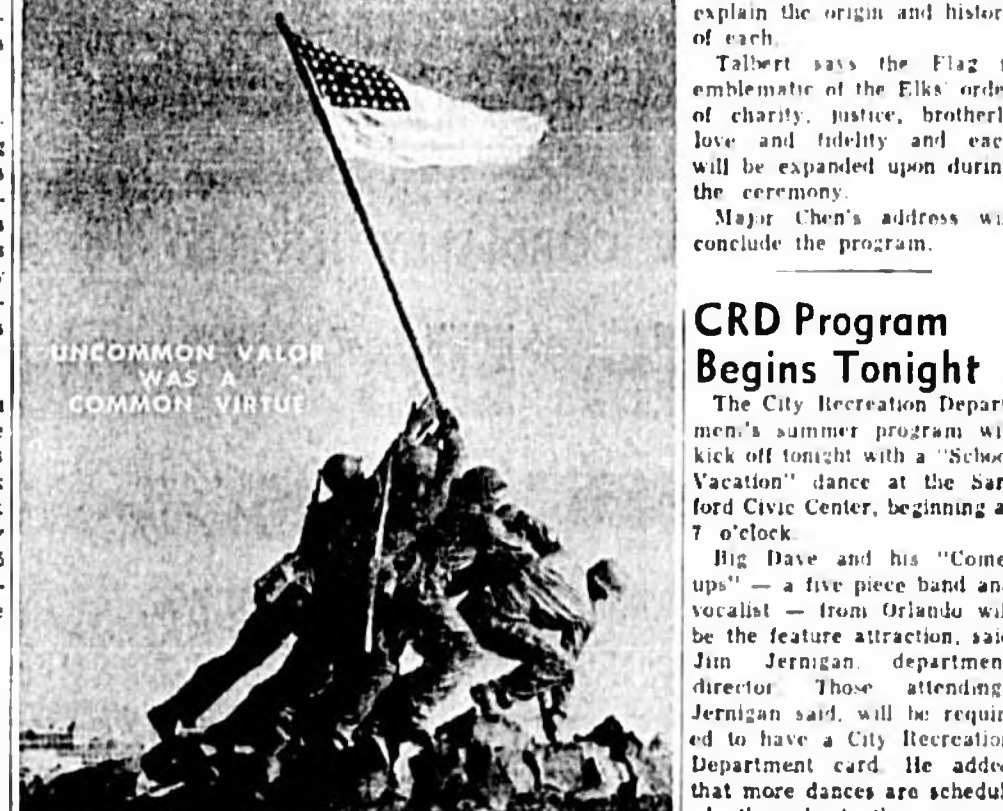 UNCOMMON VALOR
WAS A
COMMON VIRTUE
explain the origin and histor
of each.
Talbert says the Flag
emblematic of the Elks' orde
of charity, justice, brotherl
love and fidelity and eac
will be expanded upon durin
the ceremony.
Major Chen's address wi
conclude the program.
CRD Program
Begins Tonight
The City Recreation Depart
men.'s summer program wi
kick off tonight with a "Schoo
Vacation" dance at the San
ford Civic Center, beginning a
7 o'clock.
Big Dave and his "Come
ups" — a five piece band an
vocalist — from Orlando wil
be the feature attraction, said
Jim Jernigan, department
director. Those attending,
Jernigan said, will be requir
ed to have a City Recreation
Department card. He added
that more dances are schedul